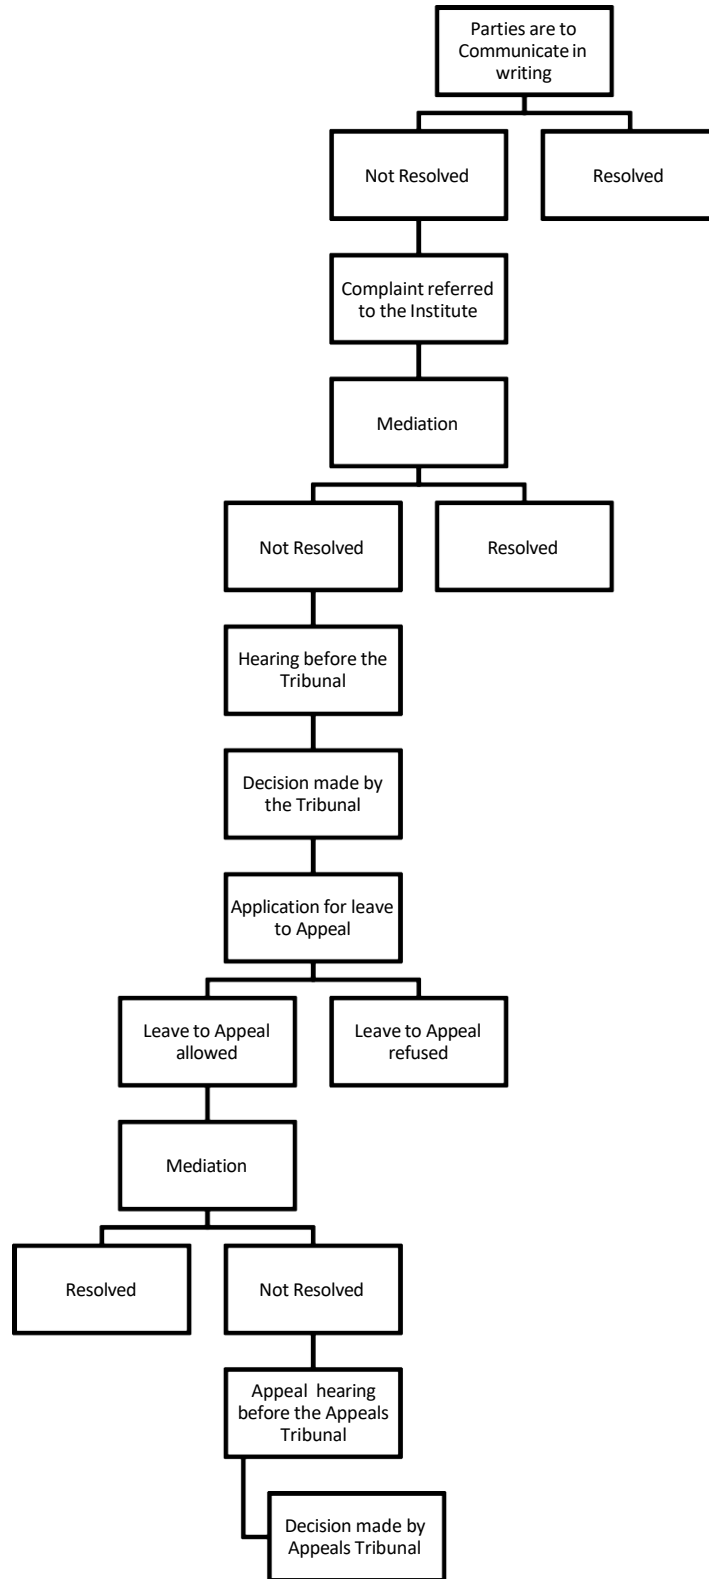 Parties are to
Communicate in
writing
Not Resolved
Resolved
Complaint referred
to the Institute
Mediation
Not Resolved
Resolved
Hearing before the
Tribunal
Decision made by
the Tribunal
Application for leave
to Appeal
Leave to Appeal
allowed
Leave to Appeal
refused
Mediation
Resolved
Not Resolved
Appeal hearing
before the Appeals
Tribunal
Decision made by
Appeals Tribunal